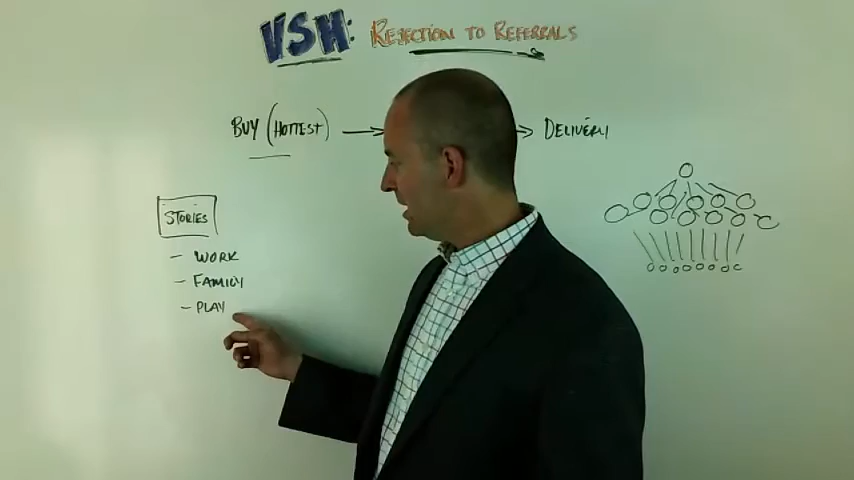 VSH: REJECTION TO REFERRALS
BUY (HOTTEST) → → DELIVERY
STORIES
- WORK
- FAMILY
- PLAY